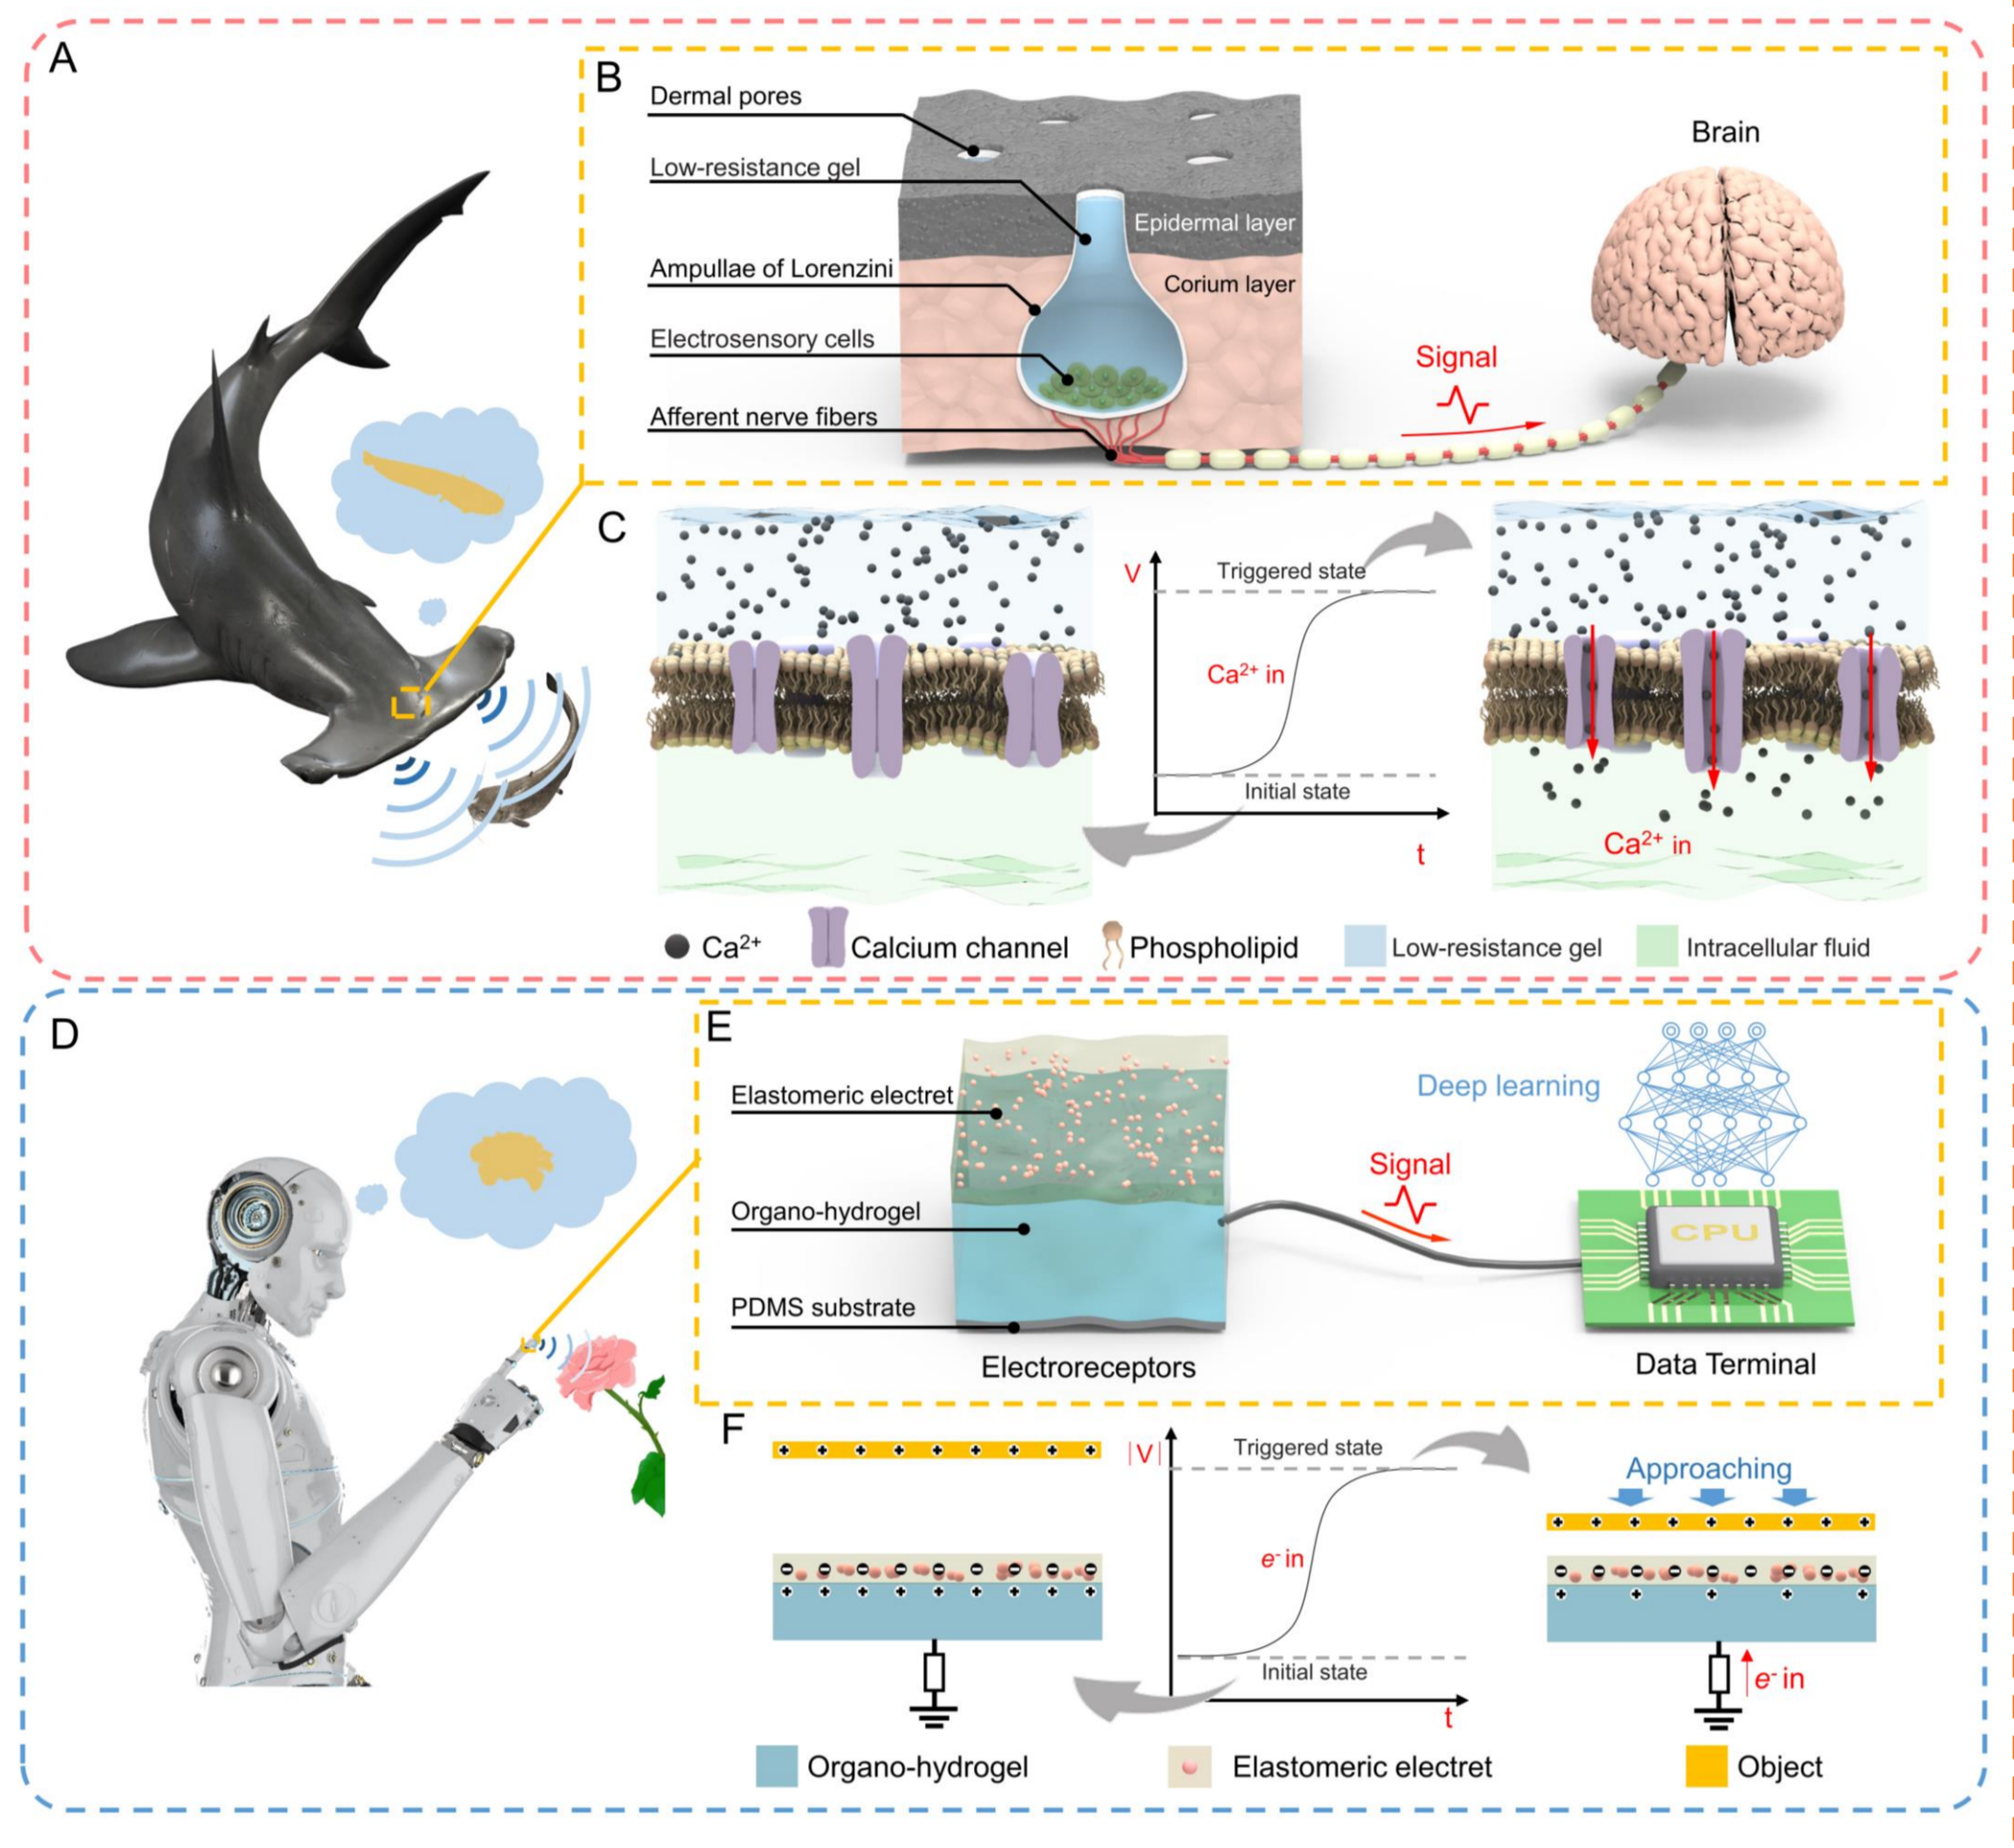 A
B
Dermal pores
Low-resistance gel
Ampullae of Lorenzini
Electrosensory cells
Afferent nerve fibers
Epidermal layer
Corium layer
Signal
Brain
C
V
Triggered state
Ca²⁺ in
Initial state
t
Ca²⁺ in
Ca²⁺
Calcium channel
Phospholipid
Low-resistance gel
Intracellular fluid
D
E
Elastomeric electret
Organo-hydrogel
PDMS substrate
Electroreceptors
Signal
Deep learning
CPU
Data Terminal
F
|V|
Triggered state
e⁻ in
Initial state
t
Approaching
e⁻ in
Organo-hydrogel
Elastomeric electret
Object